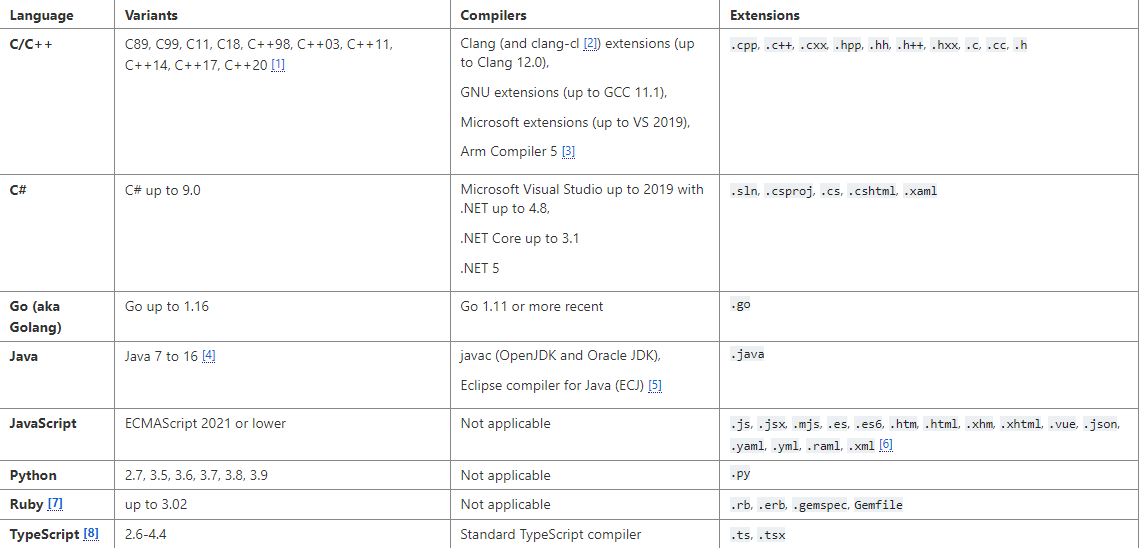 Language Variants Compilers Extensions
C/C++ C89, C99, C11, C18, C++98, C++03, C++11, Clang (and clang-cl [2]) extensions (up .cpp, .c++, .cxx, .hpp, .hh, .h++, .hxx, .c, .cc, .h
C++14, C++17, C++20 [1] to Clang 12.0),
GNU extensions (up to GCC 11.1),
Microsoft extensions (up to VS 2019),
Arm Compiler 5 [3]
C# C# up to 9.0 Microsoft Visual Studio up to 2019 with .sln, .csproj, .cs, .cshtml, .xaml
.NET up to 4.8,
.NET Core up to 3.1
.NET 5
Go (aka Go up to 1.16 Go 1.11 or more recent .go
Golang)
Java Java 7 to 16 [4] javac (OpenJDK and Oracle JDK), .java
Eclipse compiler for Java (ECJ) [5]
JavaScript ECMAScript 2021 or lower Not applicable .js, .jsx, .mjs, .es, .es6, .htm, .html, .xhm, .xhtml, .vue, .json,
.yaml, .yml, .raml, .xml [6]
Python 2.7, 3.5, 3.6, 3.7, 3.8, 3.9 Not applicable .py
Ruby [7] up to 3.02 Not applicable .rb, .erb, .gemspec, Gemfile
TypeScript [8] 2.6-4.4 Standard TypeScript compiler .ts, .tsx